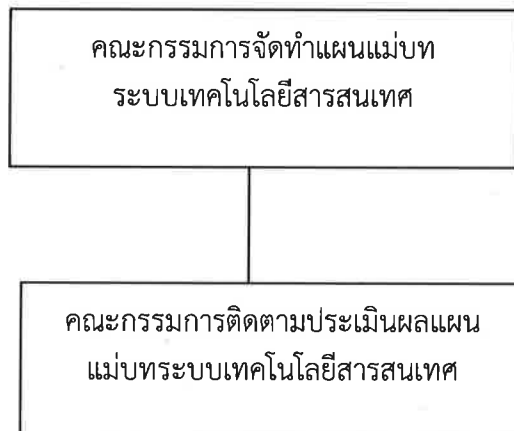 คณะกรรมการจัดทำแผนแม่บท
ระบบเทคโนโลยีสารสนเทศ
คณะกรรมการติดตามประเมินผลแผน
แม่บทระบบเทคโนโลยีสารสนเทศ